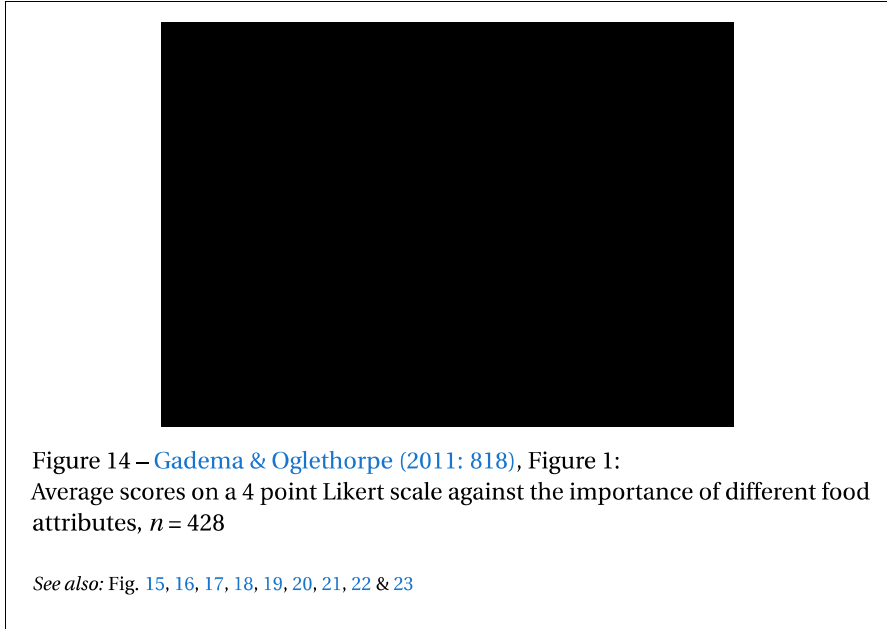 Figure 14 – Gadema & Oglethorpe (2011: 818), Figure 1:
Average scores on a 4 point Likert scale against the importance of different food
attributes, n = 428
See also: Fig. 15, 16, 17, 18, 19, 20, 21, 22 & 23